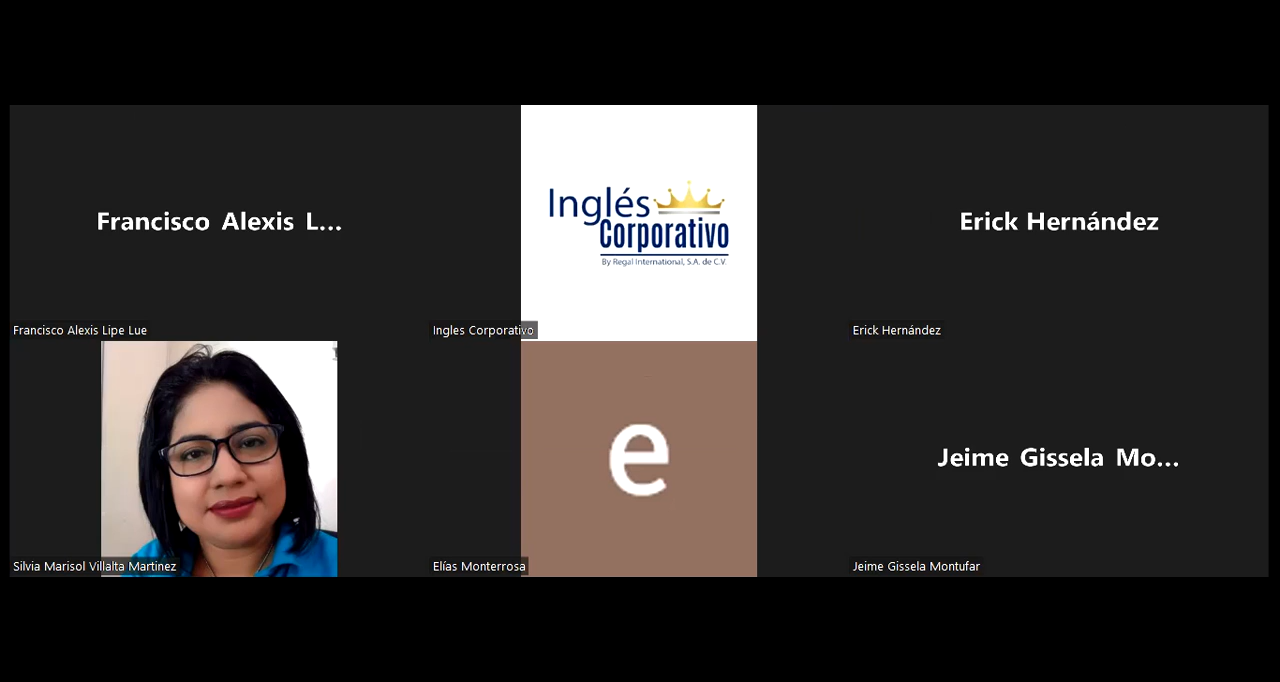 Francisco Alexis L...
Inglés
Corporativo
By Regal International, S.A. de C.V.
Erick Hernández
Francisco Alexis Lipe Lue
Ingles Corporativo
Erick Hernández
e
Jeime Gissela Mo...
Silvia Marisol Villalta Martinez
Elías Monterrosa
Jeime Gissela Montufar